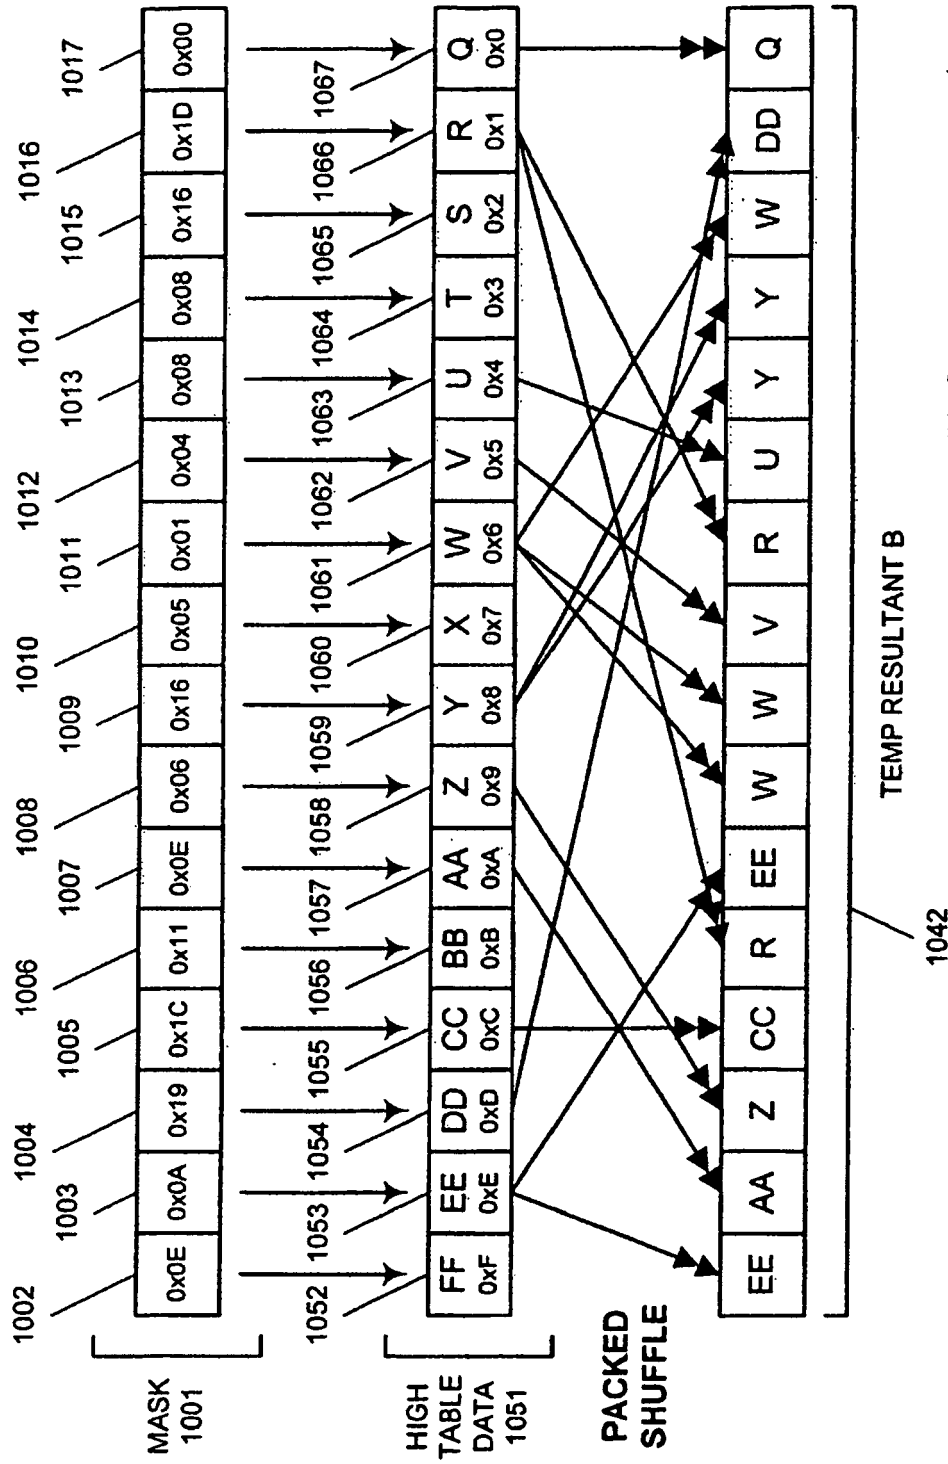 1002 1003 1004 1005 1006 1007 1008 1009 1010 1011 1012 1013 1014 1015 1016 1017
MASK
1001
0x0E 0x0A 0x19 0x1C 0x11 0x0E 0x06 0x16 0x05 0x01 0x04 0x08 0x08 0x16 0x1D 0x00
1052 1053 1054 1055 1056 1057 1058 1059 1060 1061 1062 1063 1064 1065 1066 1067
HIGH
TABLE
DATA
1051
FF EE DD CC BB AA Z Y X W V U T S R Q
0xF 0xE 0xD 0xC 0xB 0xA 0x9 0x8 0x7 0x6 0x5 0x4 0x3 0x2 0x1 0x0
PACKED
SHUFFLE
EE AA Z CC R EE W W V R U Y Y W DD Q
TEMP RESULTANT B
1042